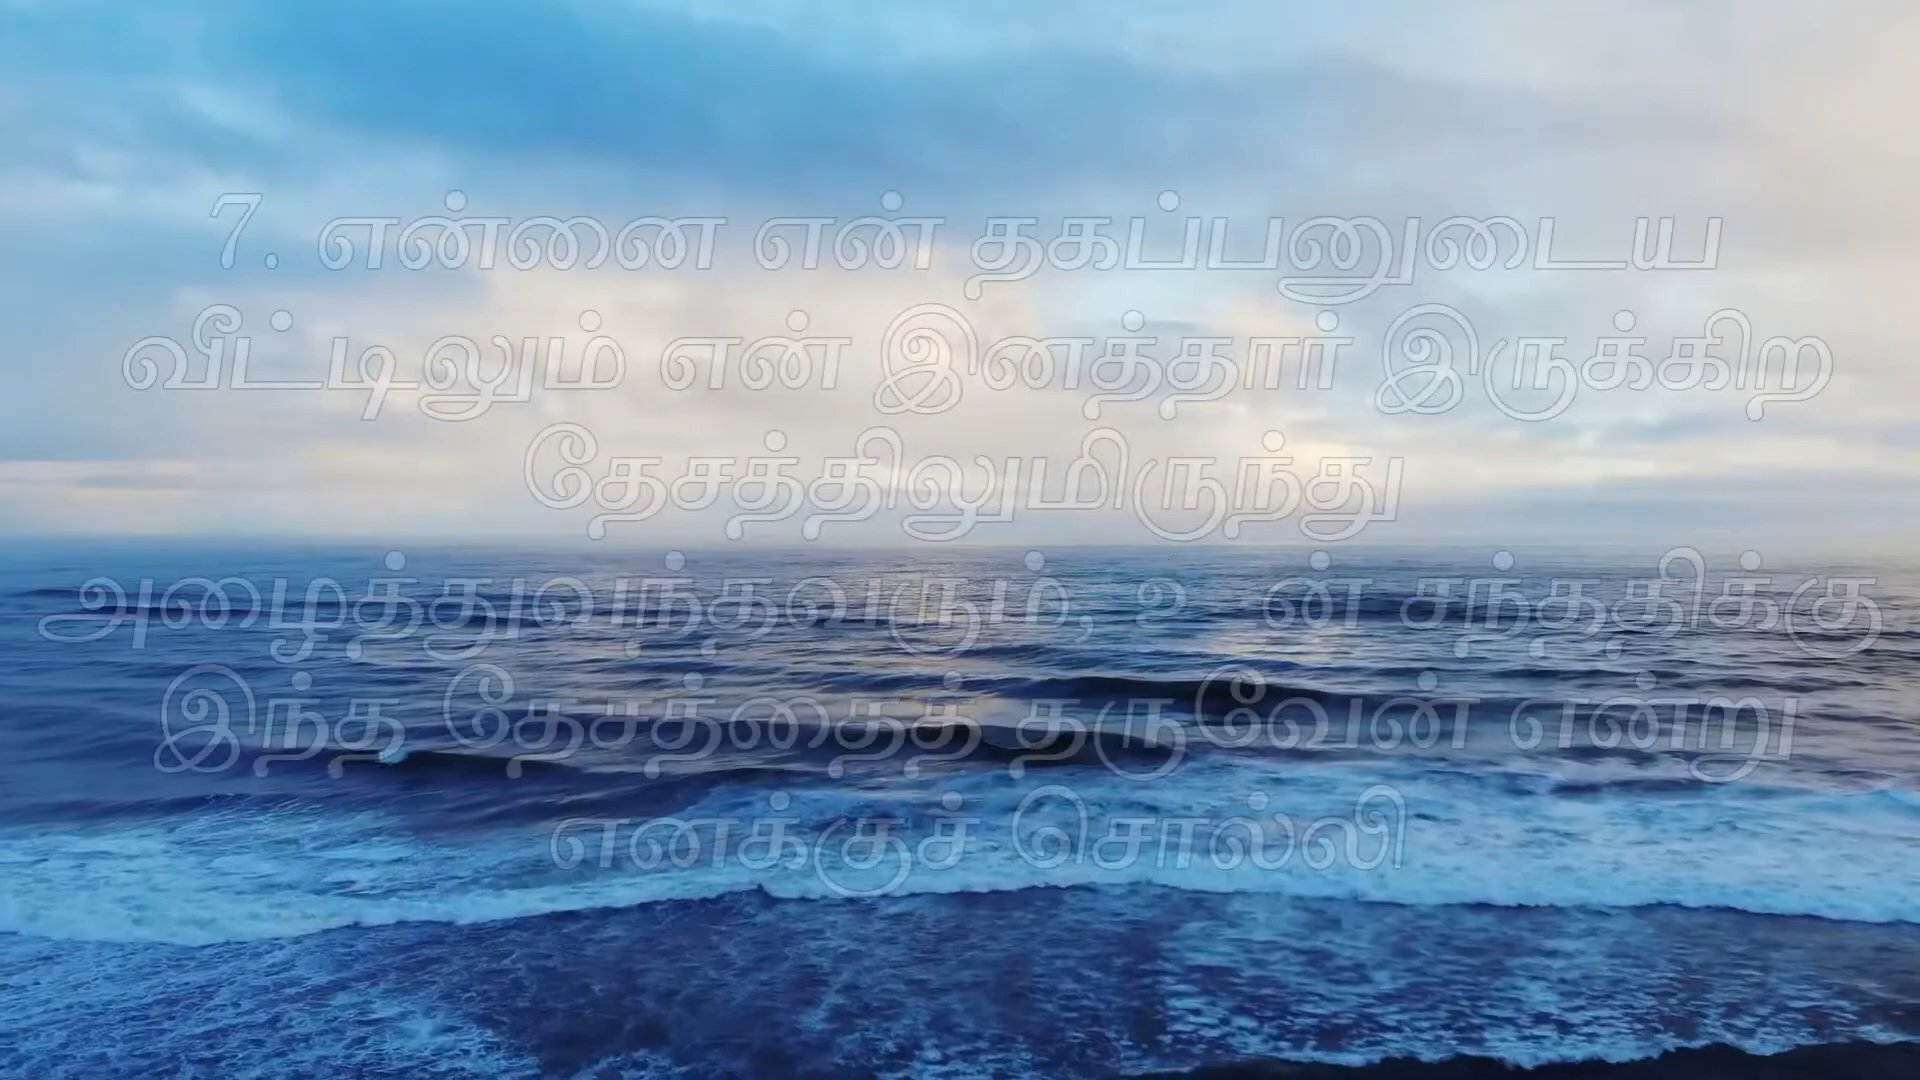 7. என்னை என் தகப்பனுடைய
வீட்டிலும் என் இனத்தார் இருக்கிற
தேசத்திலுமிருந்து
அழைத்துவந்தவரும், உன் சந்ததிக்கு
இந்த தேசத்தை தருவேன் என்று
எனக்குச் சொல்லி